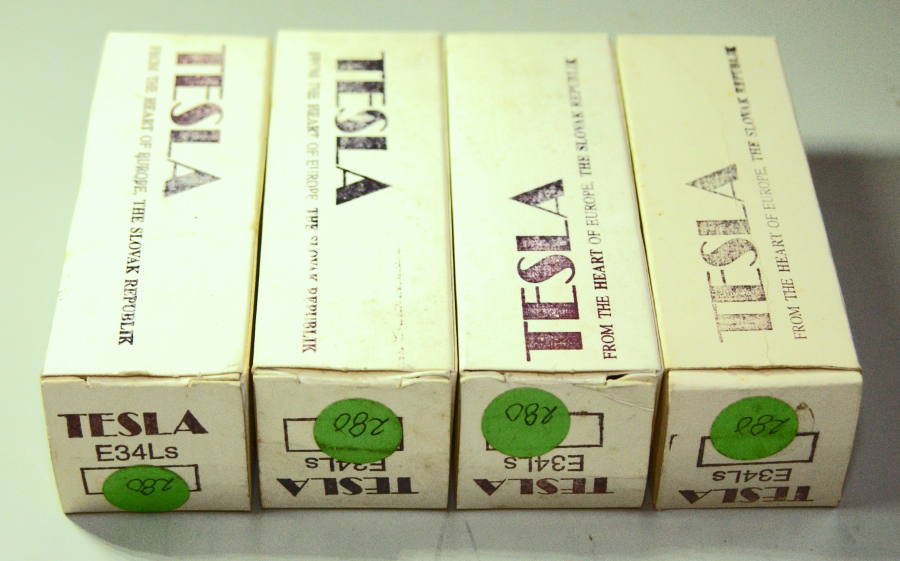 TESLA
FROM THE HEART OF EUROPE, THE SLOVAK REPUBLIK
TESLA
FROM THE HEART OF EUROPE, THE SLOVAK REPUBLIK
TESLA
FROM THE HEART OF EUROPE, THE SLOVAK REPUBLIK
TESLA
FROM THE HEART OF EUROPE, THE SLOVAK REPUBLIK
TESLA
E34Ls
280
280
E34Ls
TESLA
280
E34Ls
TESLA
280
E34Ls
TESLA